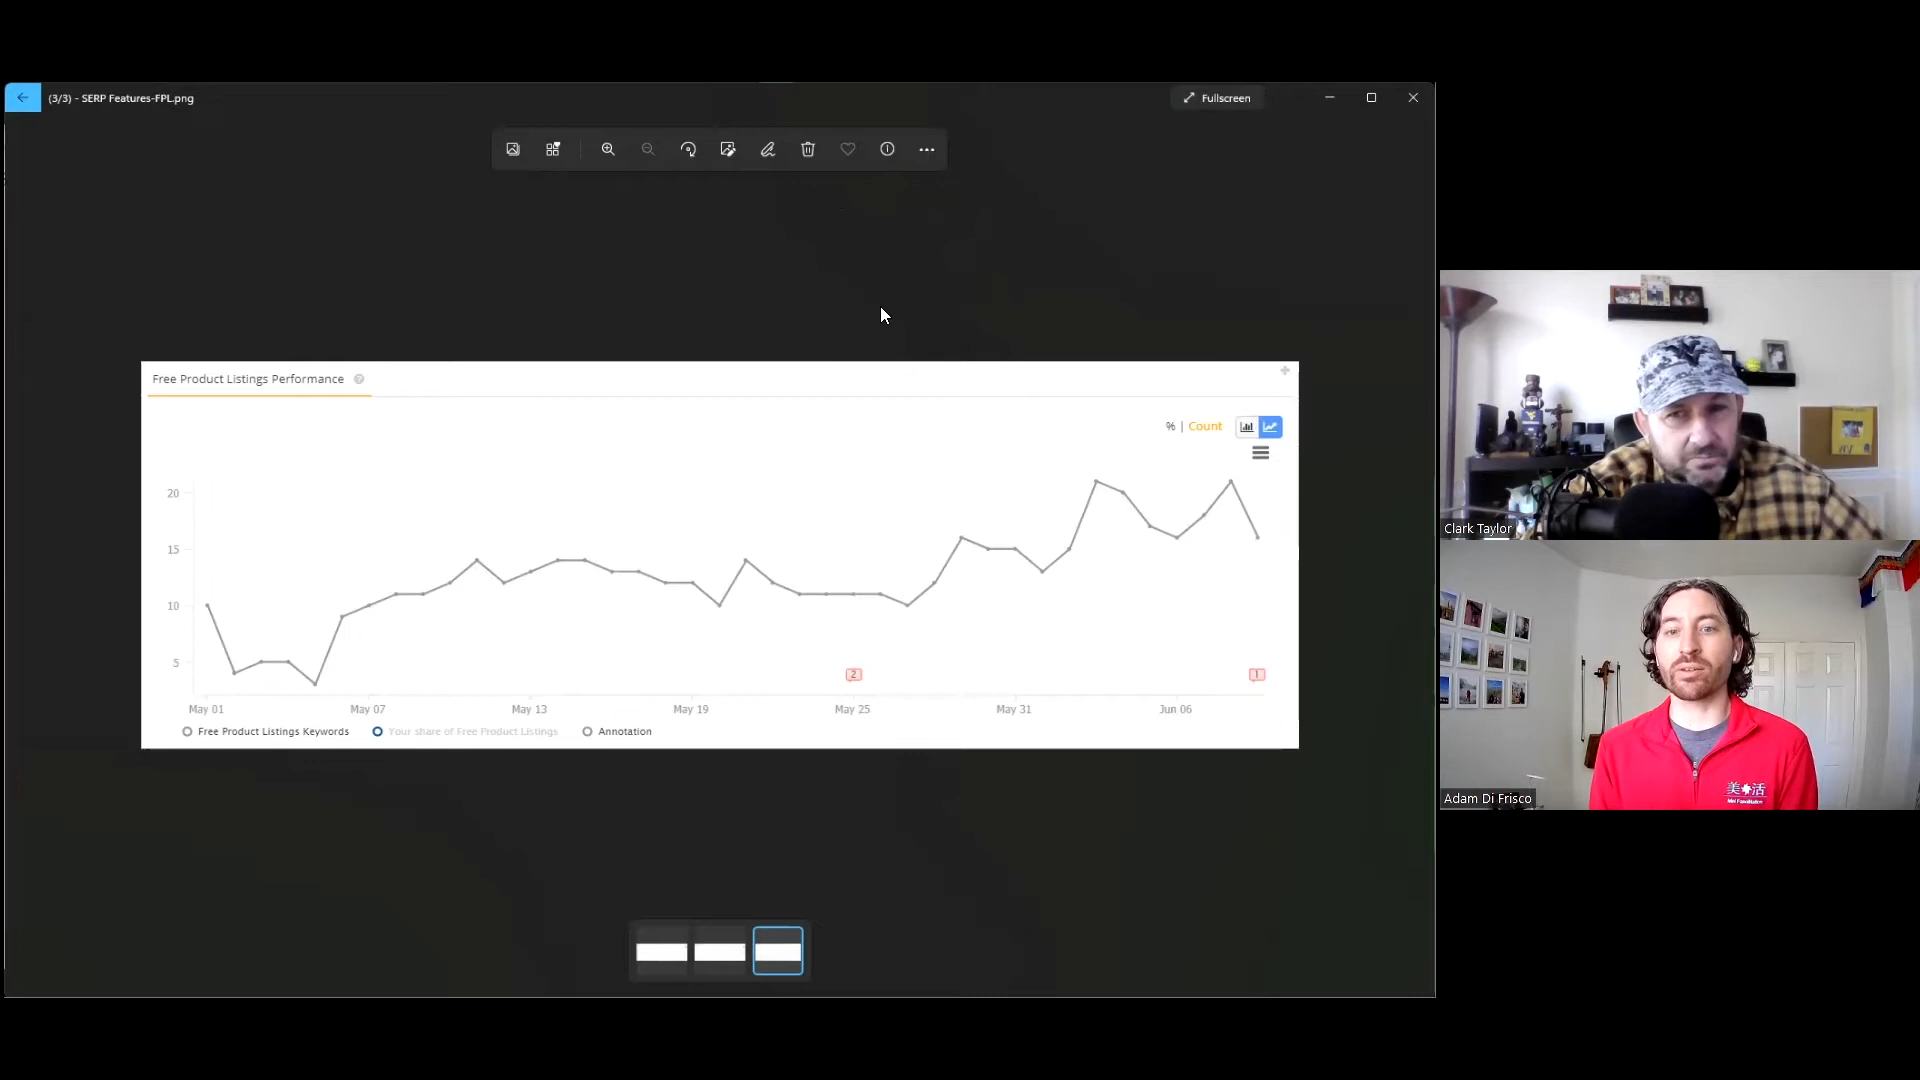 (3/3) - SERP Features-FPL.png
Fullscreen
Free Product Listings Performance
% | Count
20
15
10
5
2
1
May 01
May 07
May 13
May 19
May 25
May 31
Jun 06
Free Product Listings Keywords
Your share of Free Product Listings
Annotation
Clark Taylor
美活
Adam Di Frisco